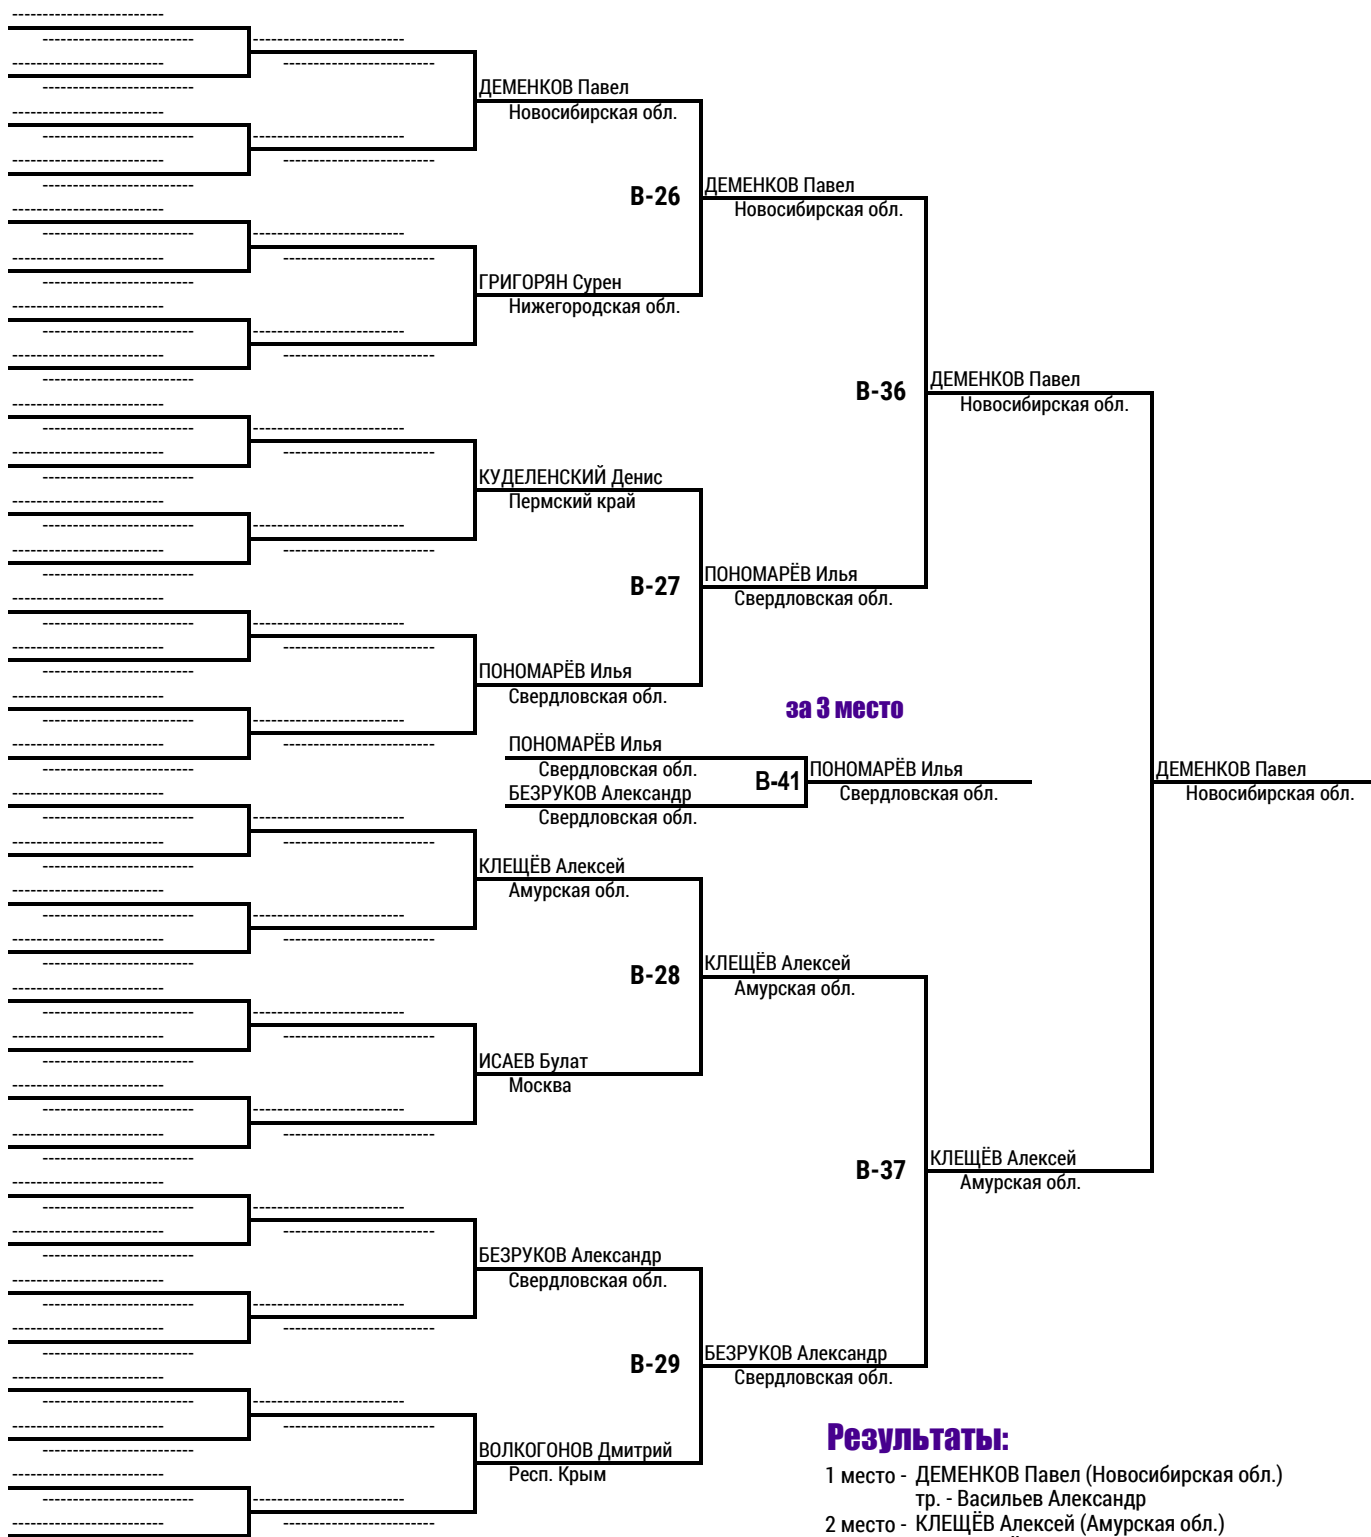 ДЕМЕНКОВ Павел
Новосибирская обл.
В-26
ДЕМЕНКОВ Павел
Новосибирская обл.
ГРИГОРЯН Сурен
Нижегородская обл.
В-36
ДЕМЕНКОВ Павел
Новосибирская обл.
КУДЕЛЕНСКИЙ Денис
Пермский край
В-27
ПОНОМАРЁВ Илья
Свердловская обл.
ПОНОМАРЁВ Илья
Свердловская обл.
за 3 место
ПОНОМАРЁВ Илья
Свердловская обл.
БЕЗРУКОВ Александр
Свердловская обл.
В-41
ПОНОМАРЁВ Илья
Свердловская обл.
ДЕМЕНКОВ Павел
Новосибирская обл.
КЛЕЩЁВ Алексей
Амурская обл.
В-28
КЛЕЩЁВ Алексей
Амурская обл.
ИСАЕВ Булат
Москва
В-37
КЛЕЩЁВ Алексей
Амурская обл.
БЕЗРУКОВ Александр
Свердловская обл.
В-29
БЕЗРУКОВ Александр
Свердловская обл.
ВОЛКОГОНОВ Дмитрий
Респ. Крым
Результаты:
1 место - ДЕМЕНКОВ Павел (Новосибирская обл.)
тр. - Васильев Александр
2 место - КЛЕЩЁВ Алексей (Амурская обл.)